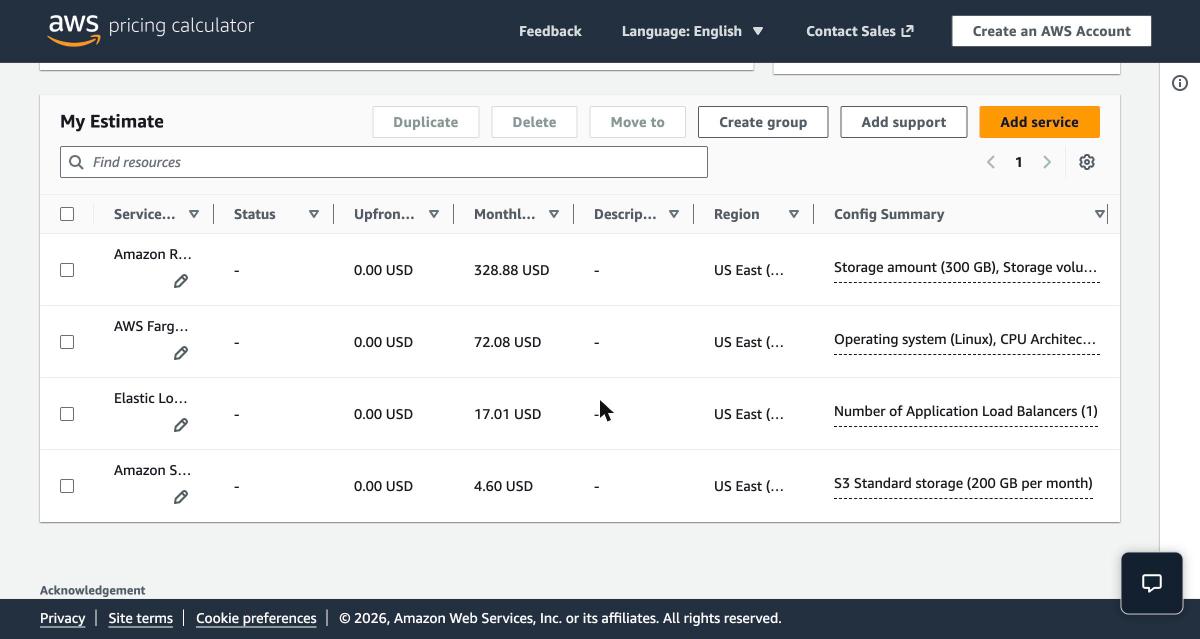 aws pricing calculator
Feedback Language: English Contact Sales Create an AWS Account
My Estimate Duplicate Delete Move to Create group Add support Add service
Find resources 1
Service... Status Upfron... Monthl... Descrip... Region Config Summary
Amazon R... - 0.00 USD 328.88 USD - US East (... Storage amount (300 GB), Storage volu...
AWS Farg... - 0.00 USD 72.08 USD - US East (... Operating system (Linux), CPU Architec...
Elastic Lo... - 0.00 USD 17.01 USD - US East (... Number of Application Load Balancers (1)
Amazon S... - 0.00 USD 4.60 USD - US East (... S3 Standard storage (200 GB per month)
Acknowledgement
Privacy Site terms Cookie preferences © 2026, Amazon Web Services, Inc. or its affiliates. All rights reserved.